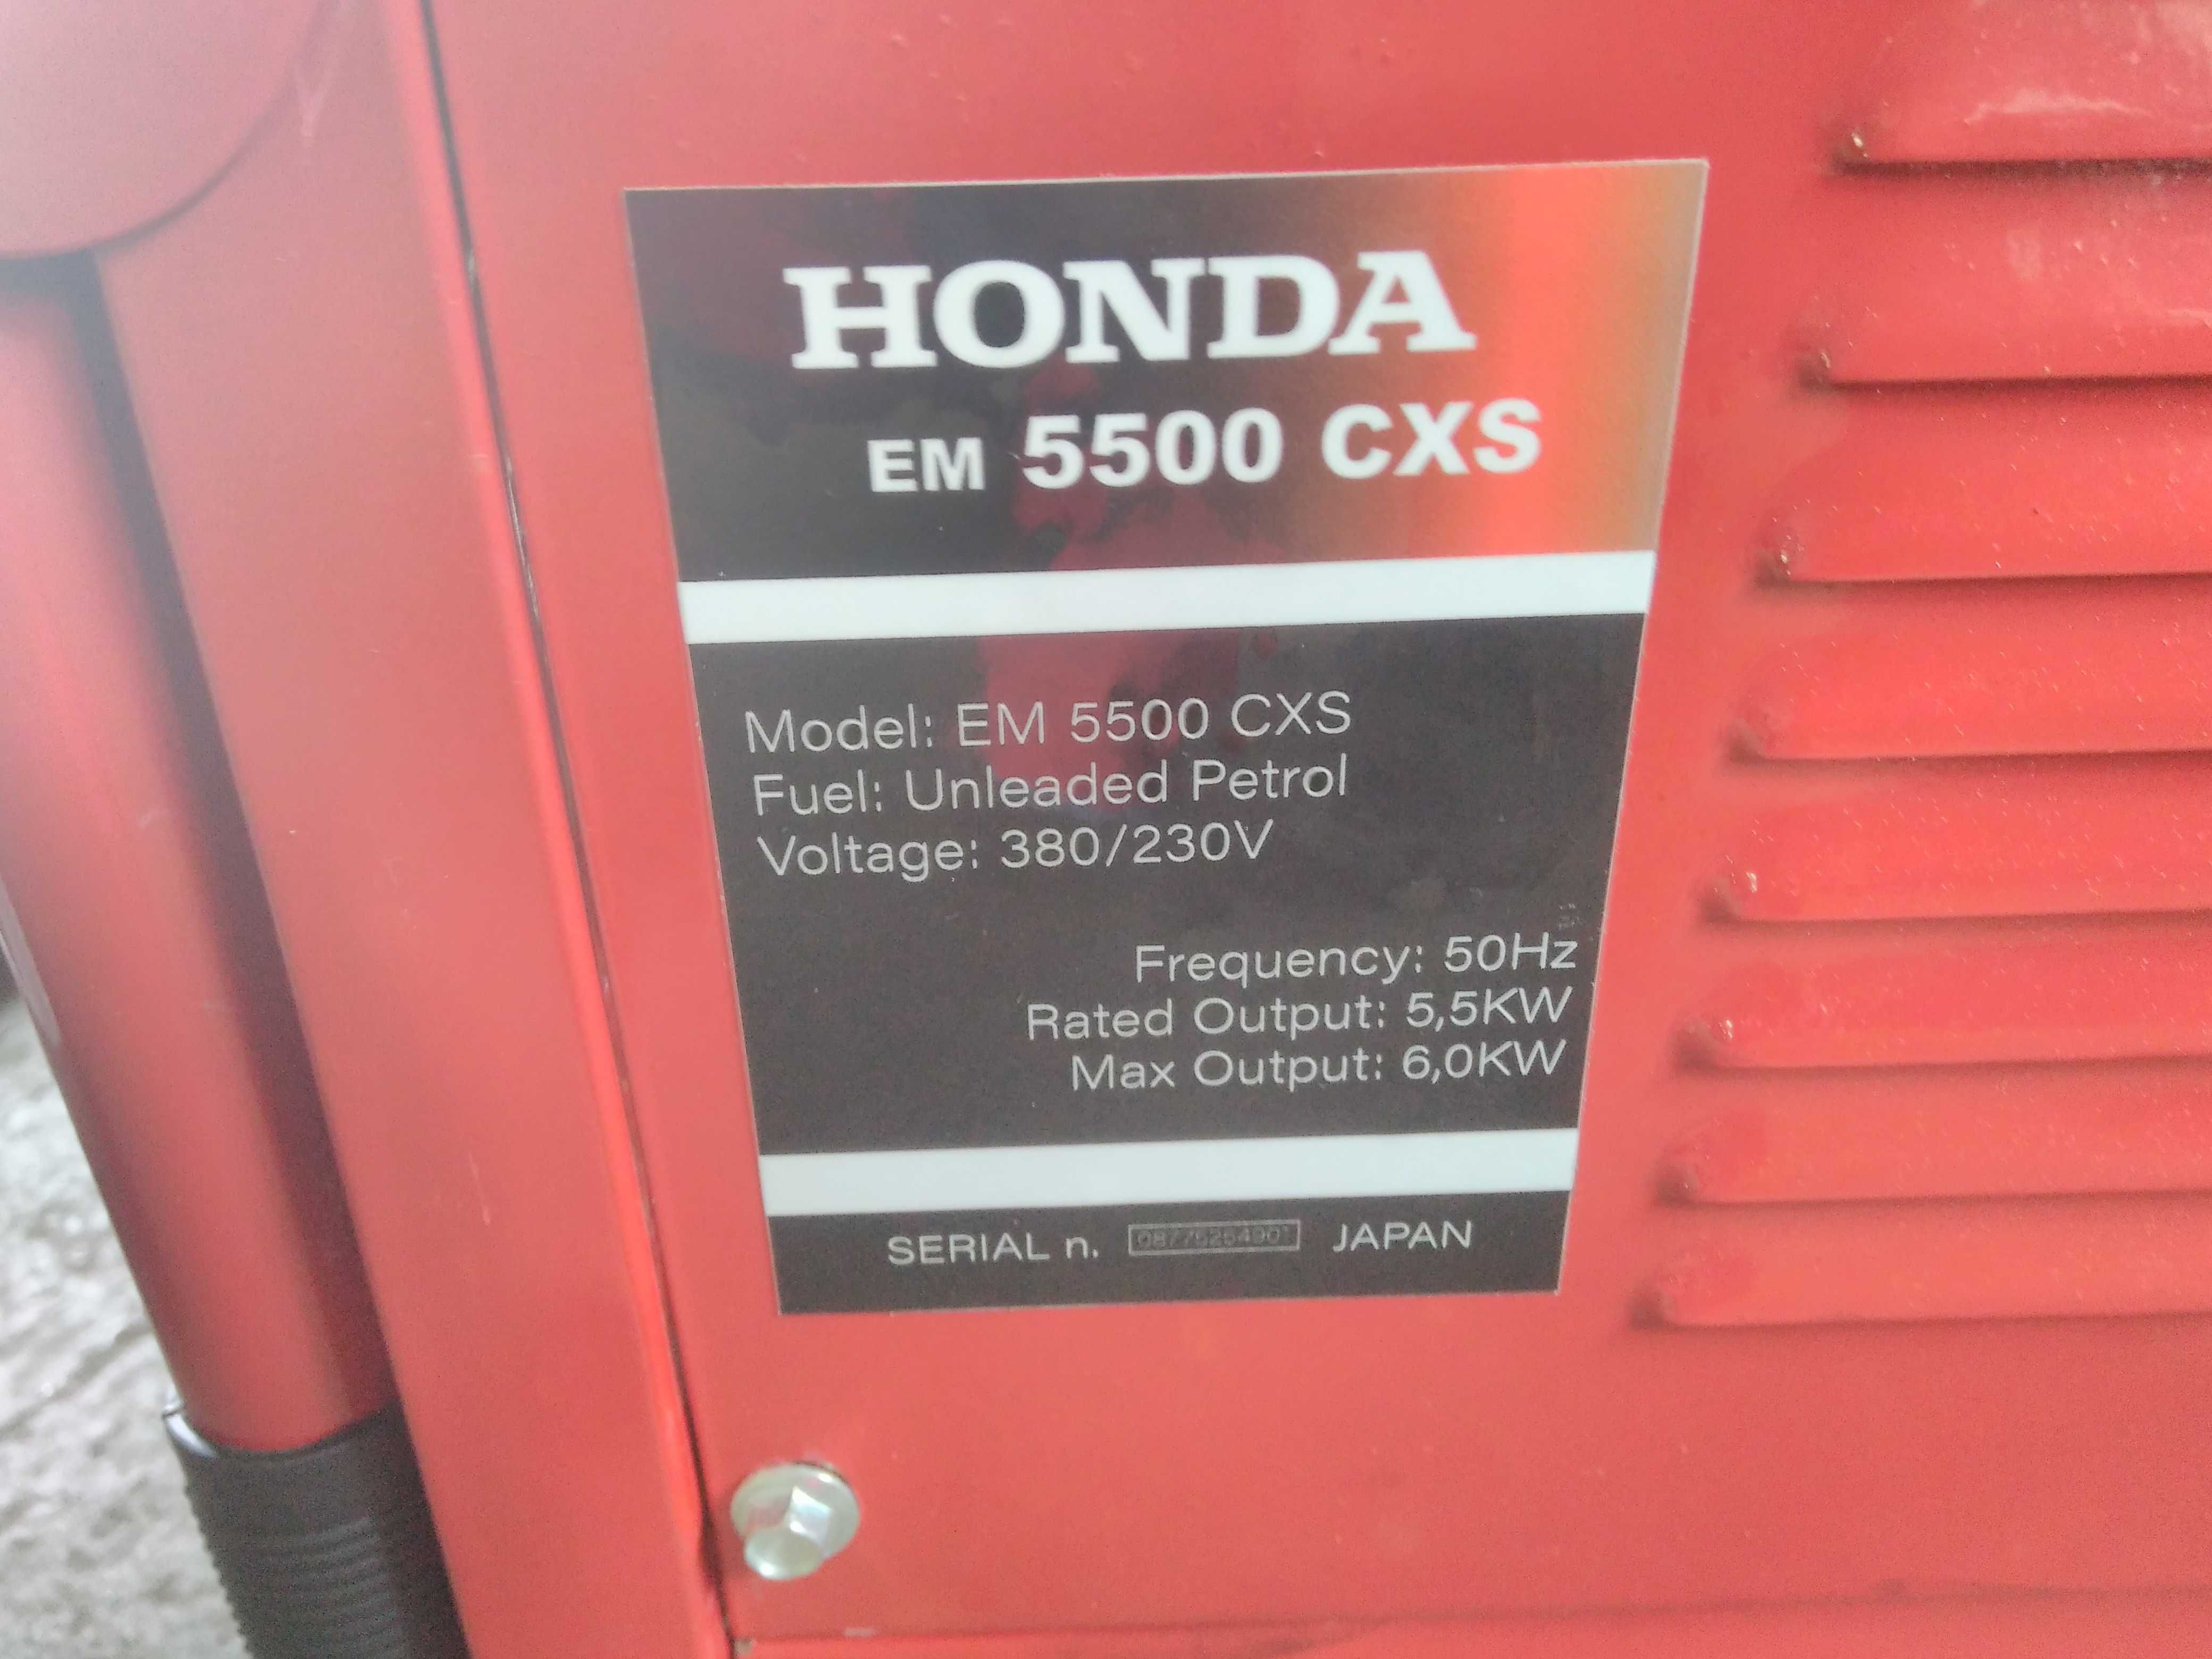 HONDA
EM 5500 CXS
Model: EM 5500 CXS
Fuel: Unleaded Petrol
Voltage: 380/230V
Frequency: 50Hz
Rated Output: 5,5KW
Max Output: 6,0KW
SERIAL n. JAPAN